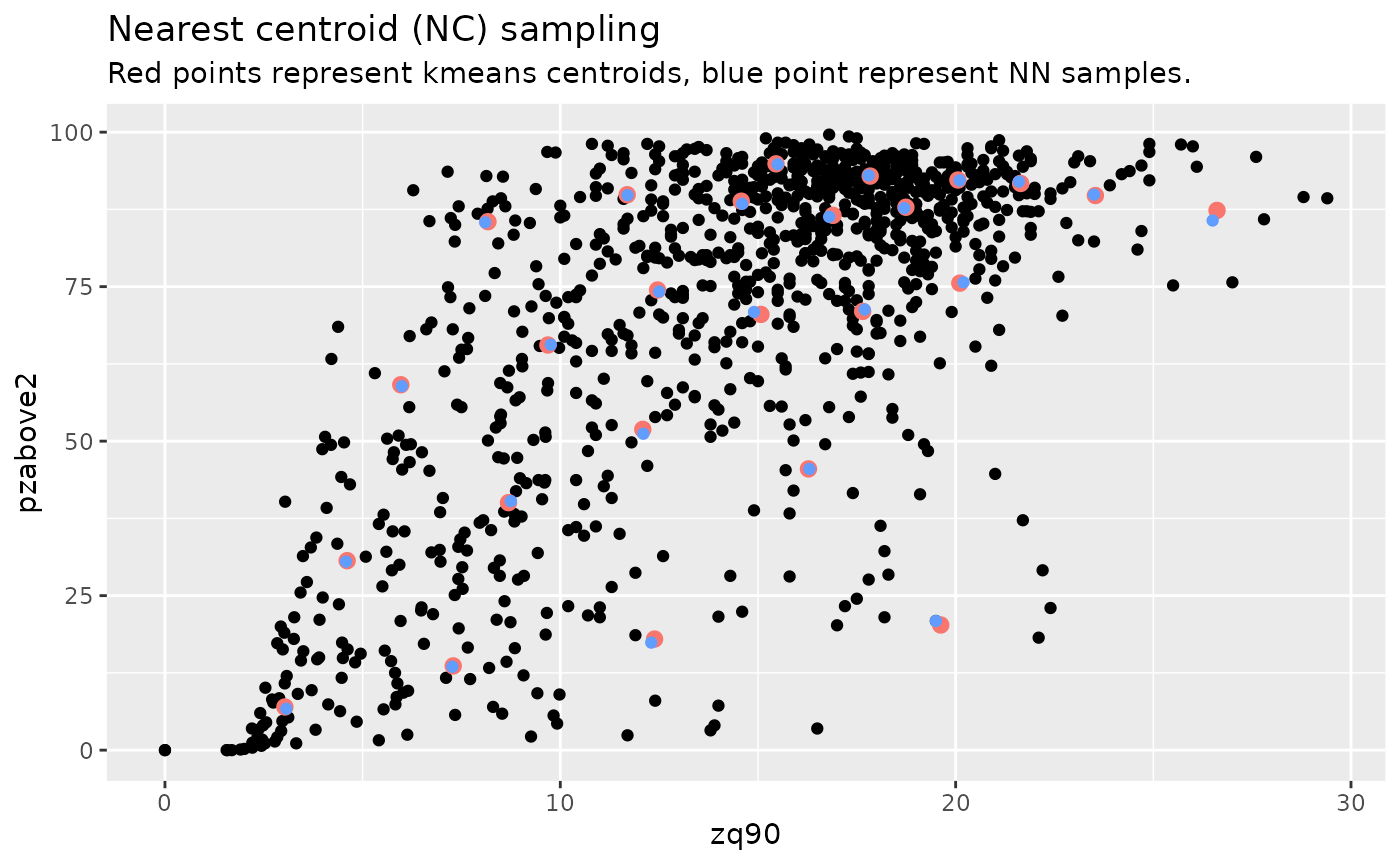 Nearest centroid (NC) sampling
Red points represent kmeans centroids, blue point represent NN samples.
100
75
50
25
0
pzabove2
0 10 20 30
zq90